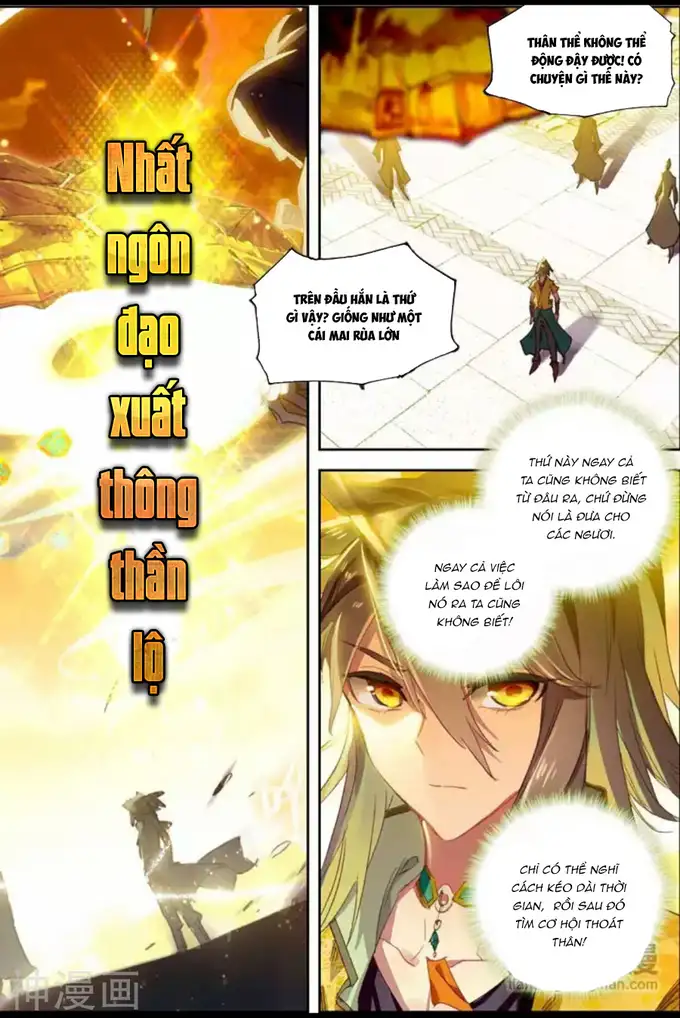 Nhất
ngôn
đạo
xuất
thông
thần
lộ
THÂN THỂ KHÔNG THỂ
ĐỘNG ĐẬY ĐƯỢC! CÓ
CHUYỆN GÌ THẾ NÀY?
TRÊN ĐẦU HẮN LÀ THỨ
GÌ VẬY? GIỐNG NHƯ MỘT
CÁI MAI RÙA LỚN
THỨ NÀY NGAY CẢ
TA CŨNG KHÔNG BIẾT
TỪ ĐÂU RA, CHỨ ĐỪNG
NÓI LÀ ĐƯA CHO
CÁC NGƯƠI.
NGAY CẢ VIỆC
LÀM SAO ĐỂ LÔI
NÓ RA TA CŨNG
KHÔNG BIẾT!
CHỈ CÓ THỂ NGHĨ
CÁCH KÉO DÀI THỜI
GIAN, RỒI SAU ĐÓ
TÌM CƠ HỘI THOÁT
THÂN!
神漫画